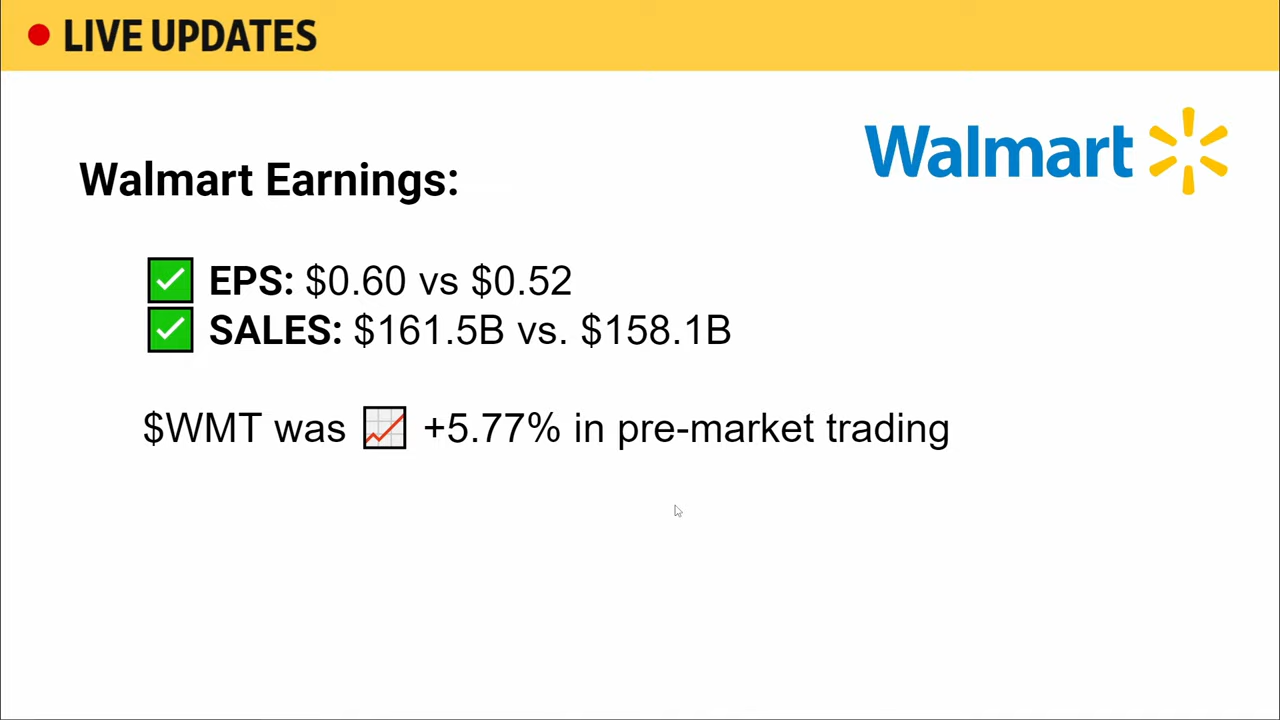 LIVE UPDATES
Walmart
Walmart Earnings:
✅ EPS: $0.60 vs $0.52
✅ SALES: $161.5B vs. $158.1B
$WMT was 📈 +5.77% in pre-market trading